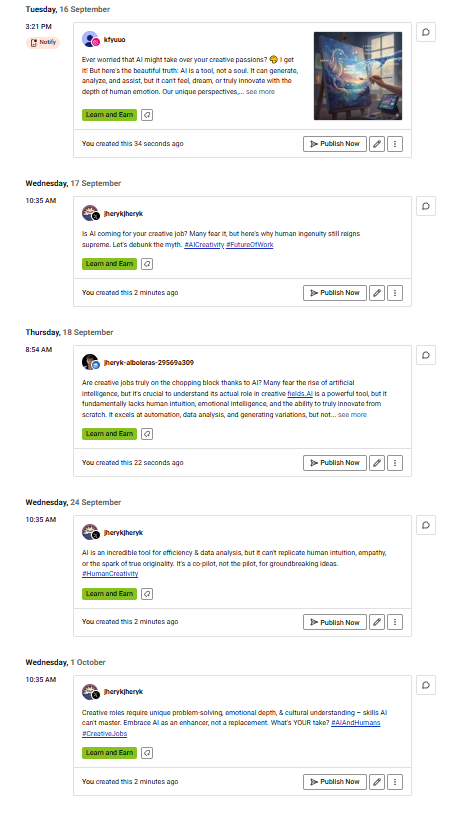 Tuesday, 16 September
3:21 PM
Notify
kfyuuo
Ever worried that AI might take over your creative passions? 🤔 I get
it! But here's the beautiful truth: AI is a tool, not a soul. It can generate,
analyze, and assist, but it can't feel, dream, or truly innovate with the
depth of human emotion. Our unique perspectives,... see more
Learn and Earn
You created this 34 seconds ago
Publish Now
Wednesday, 17 September
10:35 AM
jherykjheryk
Is AI coming for your creative job? Many fear it, but here's why human ingenuity still reigns
supreme. Let's debunk the myth. #AICreativity #FutureOfWork
Learn and Earn
You created this 2 minutes ago
Publish Now
Thursday, 18 September
8:54 AM
jheryk-alboleras-29569a309
Are creative jobs truly on the chopping block thanks to AI? Many fear the rise of artificial
intelligence, but it's crucial to understand its actual role in creative fields.AI is a powerful tool, but it
fundamentally lacks human intuition, emotional intelligence, and the ability to truly innovate from
scratch. It excels at automation, data analysis, and generating variations, but not... see more
Learn and Earn
You created this 22 seconds ago
Publish Now
Wednesday, 24 September
10:35 AM
jherykjheryk
AI is an incredible tool for efficiency & data analysis, but it can't replicate human intuition, empathy,
or the spark of true originality. It's a co-pilot, not the pilot, for groundbreaking ideas.
#HumanCreativity
Learn and Earn
You created this 2 minutes ago
Publish Now
Wednesday, 1 October
10:35 AM
jherykjheryk
Creative roles require unique problem-solving, emotional depth, & cultural understanding – skills AI
can't master. Embrace AI as an enhancer, not a replacement. What's YOUR take? #AIAndHumans
#CreativeJobs
Learn and Earn
You created this 2 minutes ago
Publish Now